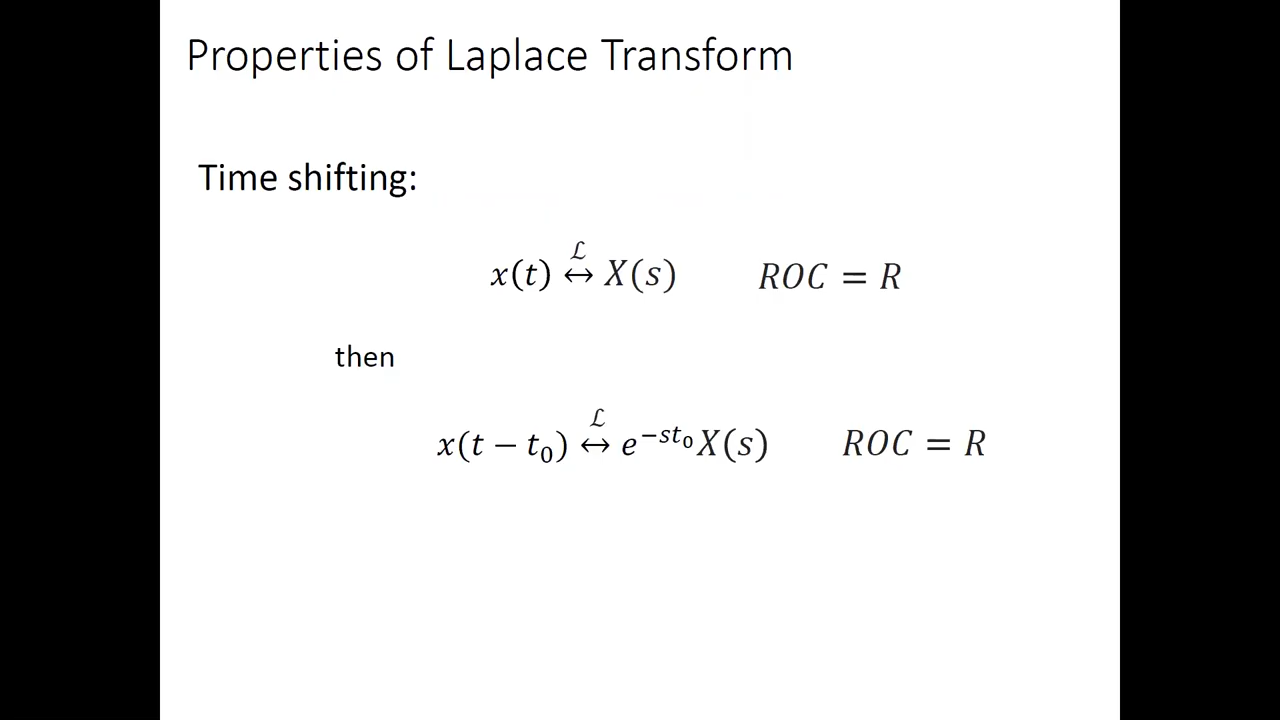 Properties of Laplace Transform
Time shifting:
x(t) ℒ↔ X(s) ROC = R
then
x(t − t₀) ℒ↔ e^{−st₀}X(s) ROC = R